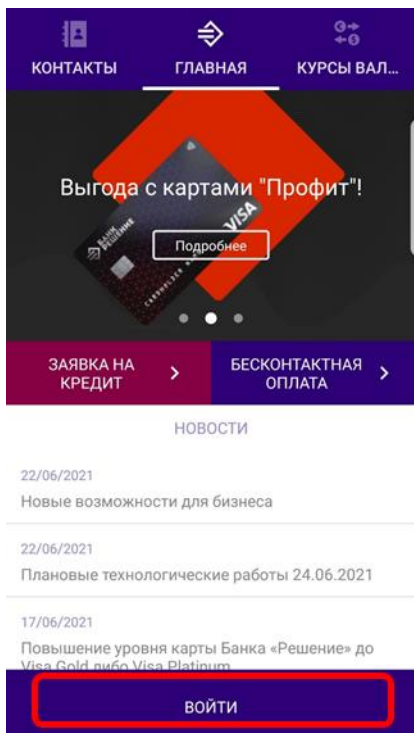 КОНТАКТЫ
ГЛАВНАЯ
КУРСЫ ВАЛ...
Выгода с картами "Профит"!
БАНК
РЕШЕНИЕ
VISA
Подробнее
ЗАЯВКА НА
КРЕДИТ
БЕСКОНТАКТНАЯ
ОПЛАТА
НОВОСТИ
22/06/2021
Новые возможности для бизнеса
22/06/2021
Плановые технологические работы 24.06.2021
17/06/2021
Повышение уровня карты Банка «Решение» до
Visa Gold либо Visa Platinum
ВОЙТИ